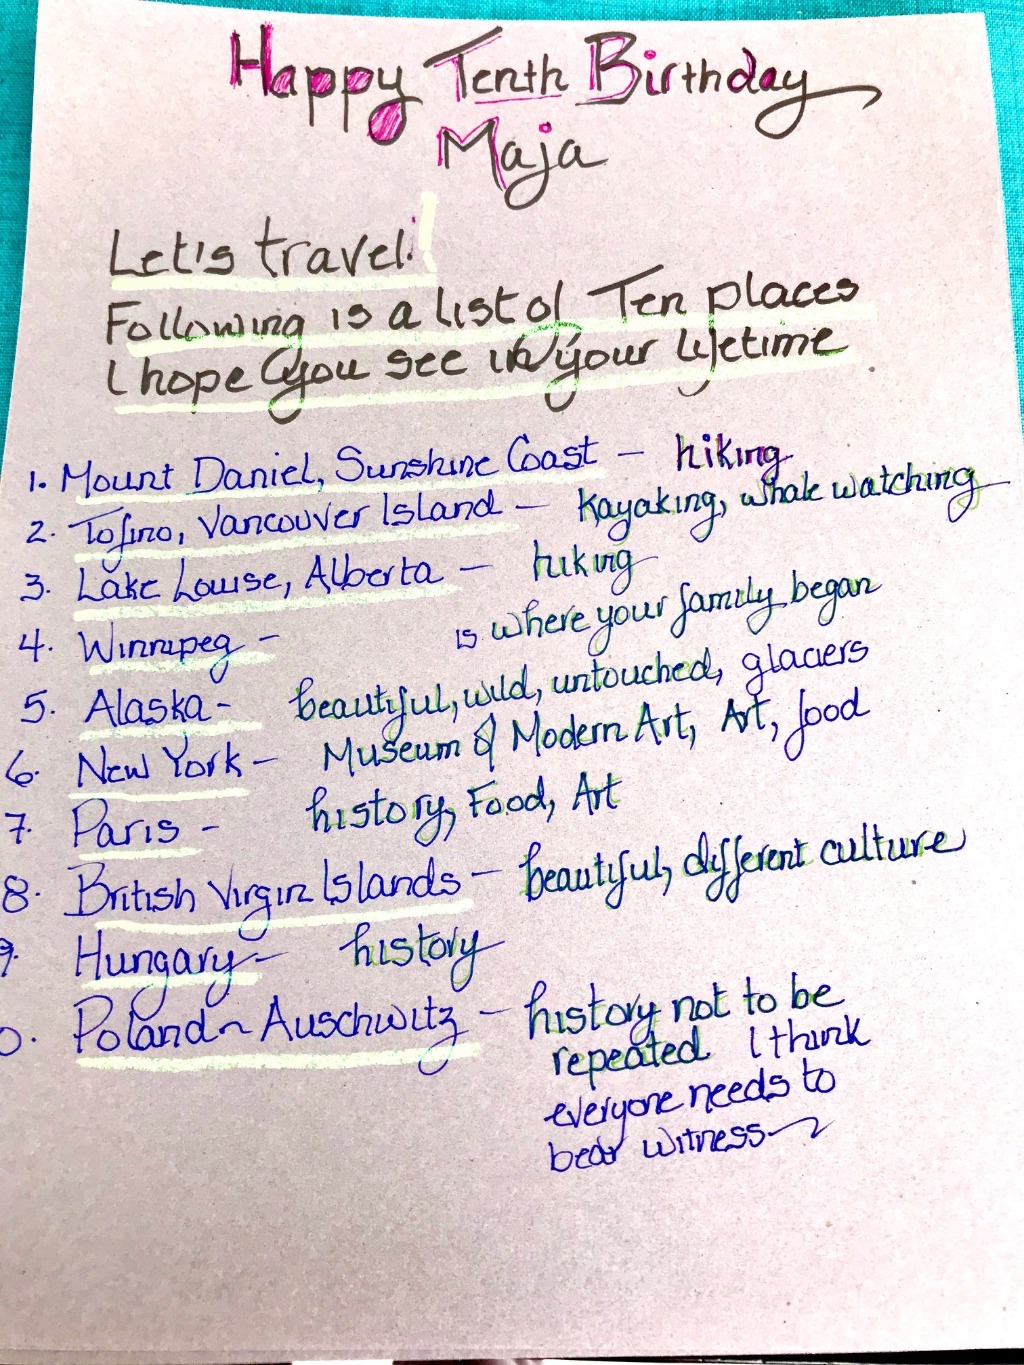 Happy Tenth Birthday
Maja
Let's travel!
Following is a list of Ten places
I hope you see in your lifetime.
1. Mount Daniel, Sunshine Coast - hiking
2. Tofino, Vancouver Island - Kayaking, whale watching
3. Lake Louise, Alberta - hiking
4. Winnipeg - is where your family began
5. Alaska - beautiful, wild, untouched, glaciers
6. New York - Museum of Modern Art, Art, food
7. Paris - history, Food, Art
8. British Virgin Islands - beautiful, different culture
9. Hungary - history
0. Poland ~ Auschwitz - history not to be
repeated. I think
everyone needs to
bear witness ~